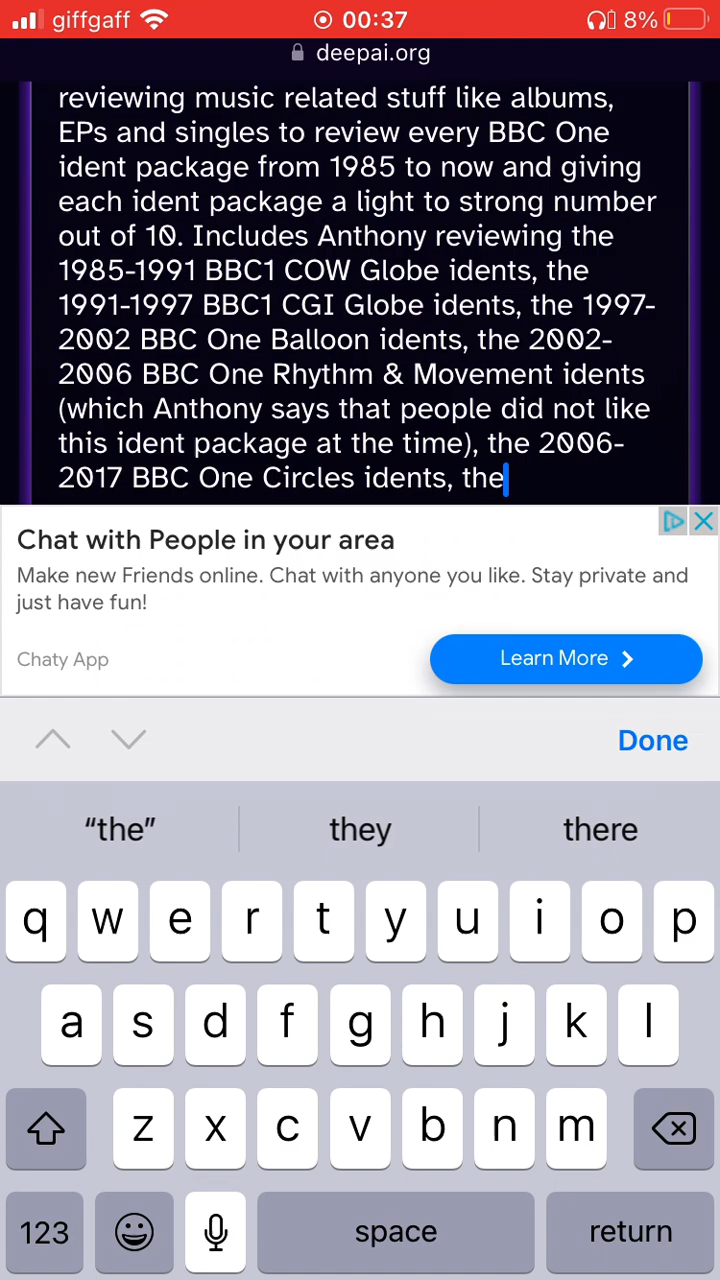 giffgaff 00:37 8%
deepai.org
reviewing music related stuff like albums,
EPs and singles to review every BBC One
ident package from 1985 to now and giving
each ident package a light to strong number
out of 10. Includes Anthony reviewing the
1985-1991 BBC1 COW Globe idents, the
1991-1997 BBC1 CGI Globe idents, the 1997-
2002 BBC One Balloon idents, the 2002-
2006 BBC One Rhythm & Movement idents
(which Anthony says that people did not like
this ident package at the time), the 2006-
2017 BBC One Circles idents, the
Chat with People in your area
Make new Friends online. Chat with anyone you like. Stay private and
just have fun!
Chaty App Learn More
Done
“the” they there
q w e r t y u i o p
a s d f g h j k l
z x c v b n m
123 space return